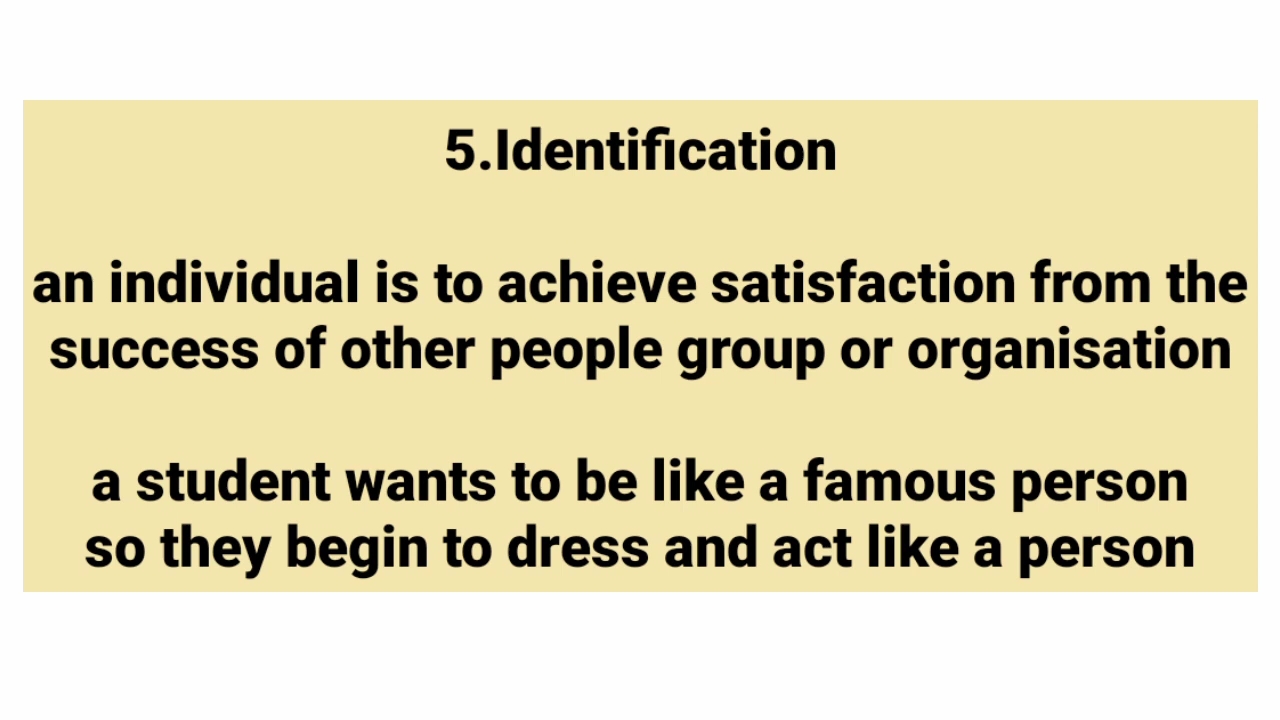 5.Identification
an individual is to achieve satisfaction from the
success of other people group or organisation
a student wants to be like a famous person
so they begin to dress and act like a person